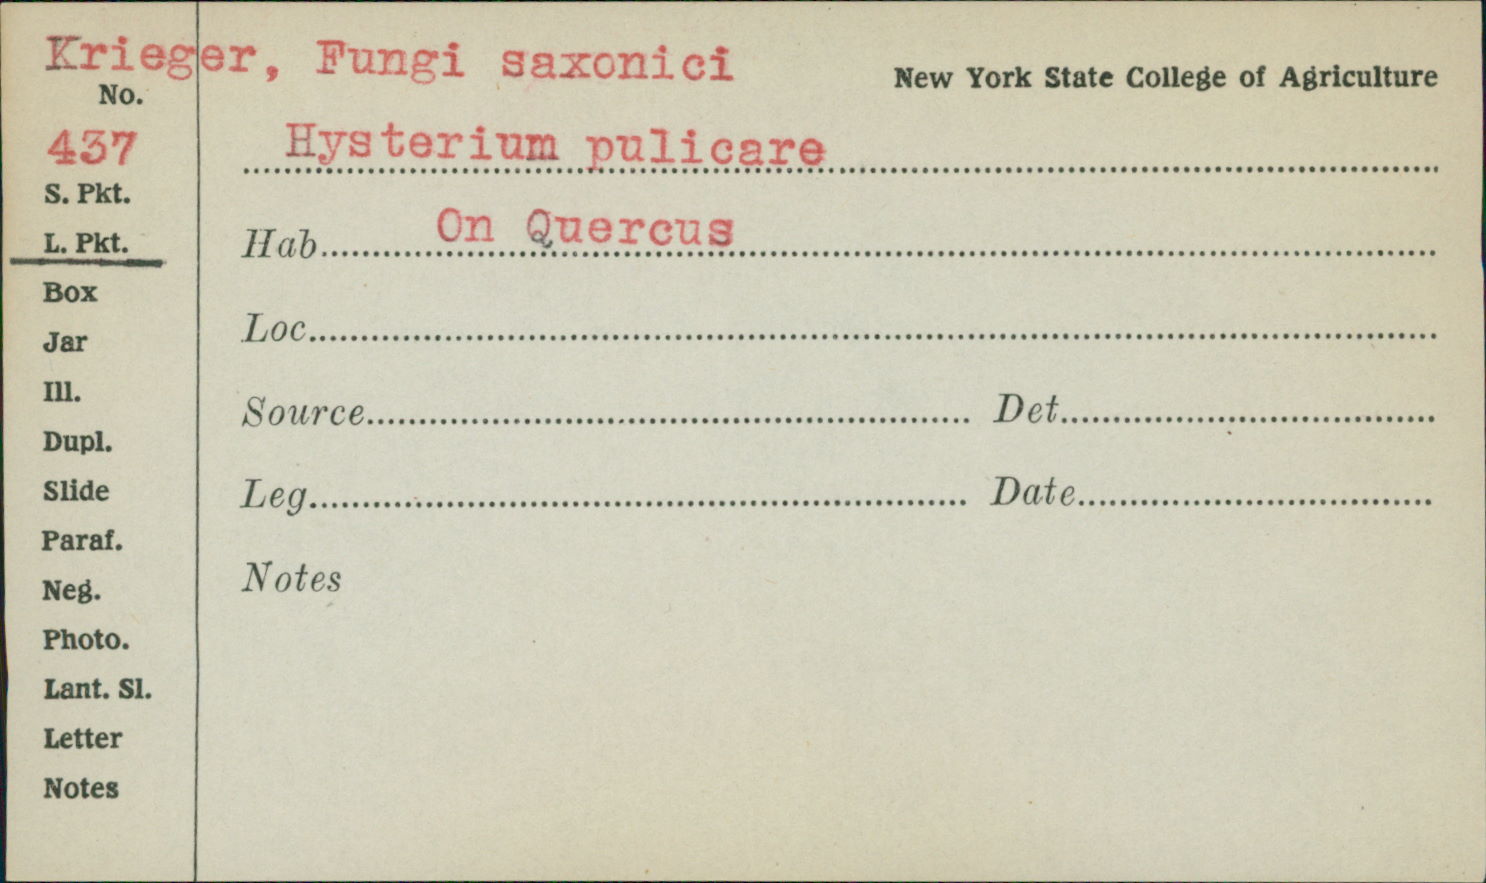 Krieger, Fungi saxonici
New York State College of Agriculture
No.
437
Hysterium pulicare
S. Pkt.
L. Pkt.
Hab. On Quercus
Box
Loc.
Jar
Ill.
Source Det.
Dupl.
Slide
Leg. Date
Paraf.
Neg.
Notes
Photo.
Lant. Sl.
Letter
Notes